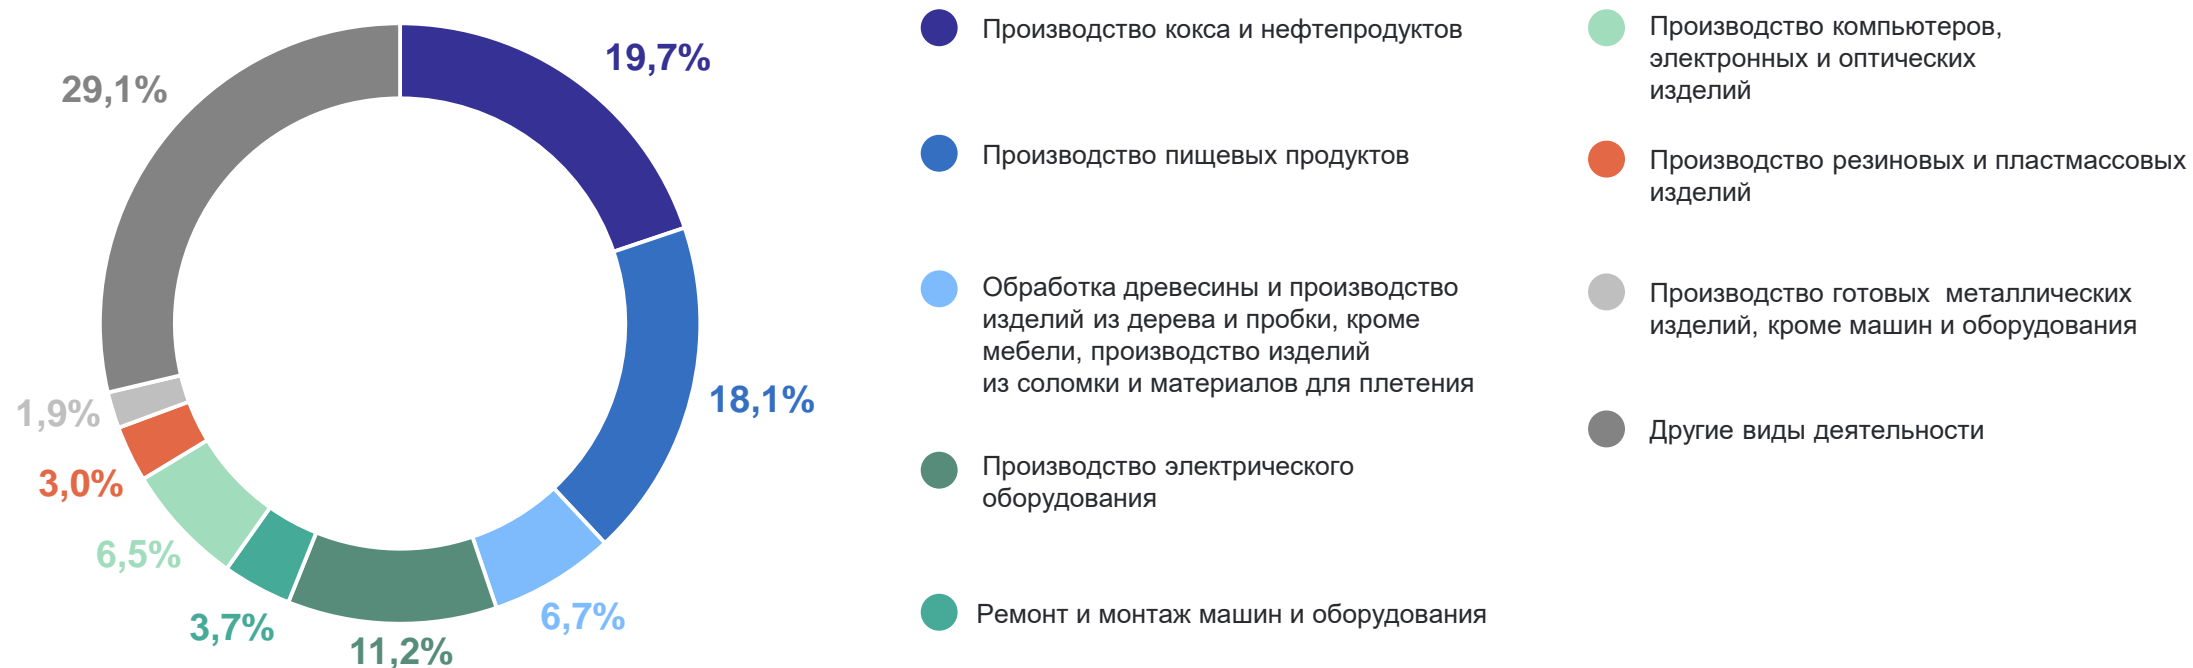 19,7%
29,1%
18,1%
1,9%
3,0%
6,5%
6,7%
3,7%
11,2%
Производство кокса и нефтепродуктов
Производство пищевых продуктов
Обработка древесины и производство
изделий из дерева и пробки, кроме
мебели, производство изделий
из соломки и материалов для плетения
Производство электрического
оборудования
Ремонт и монтаж машин и оборудования
Производство компьютеров,
электронных и оптических
изделий
Производство резиновых и пластмассовых
изделий
Производство готовых  металлических
изделий, кроме машин и оборудования
Другие виды деятельности